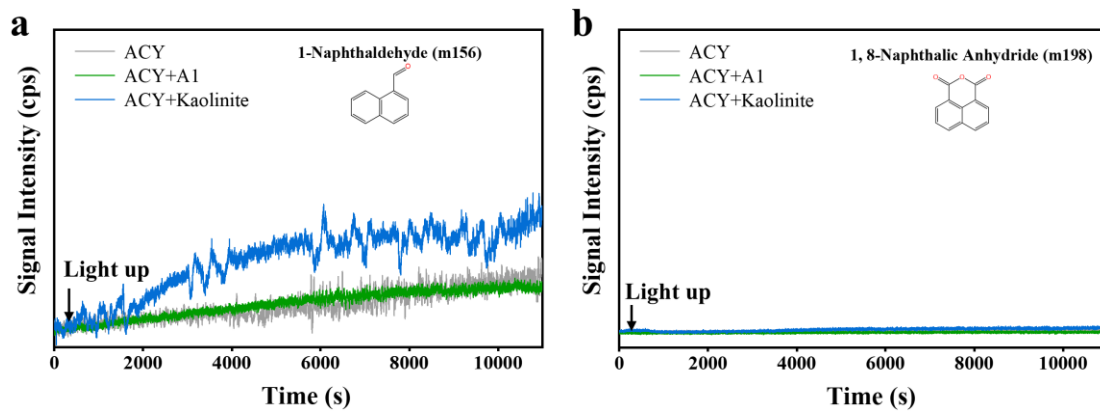 a
ACY
ACY+A1
ACY+Kaolinite
1-Naphthaldehyde (m156)
O
Light up
Signal Intensity (cps)
0
2000
4000
6000
8000
10000
Time (s)
b
ACY
ACY+A1
ACY+Kaolinite
1, 8-Naphthalic Anhydride (m198)
O
O
O
Light up
Signal Intensity (cps)
0
2000
4000
6000
8000
10000
Time (s)